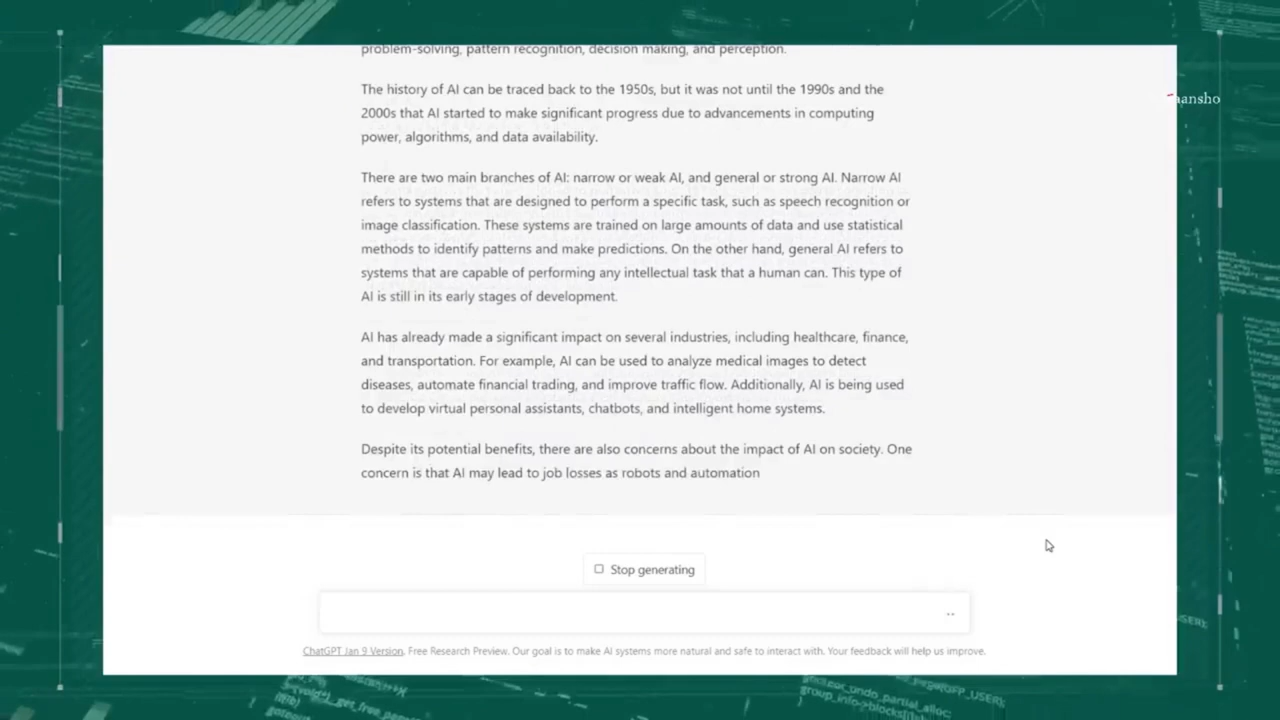 problem-solving, pattern recognition, decision making, and perception.
The history of AI can be traced back to the 1950s, but it was not until the 1990s and the
2000s that AI started to make significant progress due to advancements in computing
power, algorithms, and data availability.
There are two main branches of AI: narrow or weak AI, and general or strong AI. Narrow AI
refers to systems that are designed to perform a specific task, such as speech recognition or
image classification. These systems are trained on large amounts of data and use statistical
methods to identify patterns and make predictions. On the other hand, general AI refers to
systems that are capable of performing any intellectual task that a human can. This type of
AI is still in its early stages of development.
AI has already made a significant impact on several industries, including healthcare, finance,
and transportation. For example, AI can be used to analyze medical images to detect
diseases, automate financial trading, and improve traffic flow. Additionally, AI is being used
to develop virtual personal assistants, chatbots, and intelligent home systems.
Despite its potential benefits, there are also concerns about the impact of AI on society. One
concern is that AI may lead to job losses as robots and automation
Stop generating
ChatGPT Jan 9 Version. Free Research Preview. Our goal is to make AI systems more natural and safe to interact with. Your feedback will help us improve.